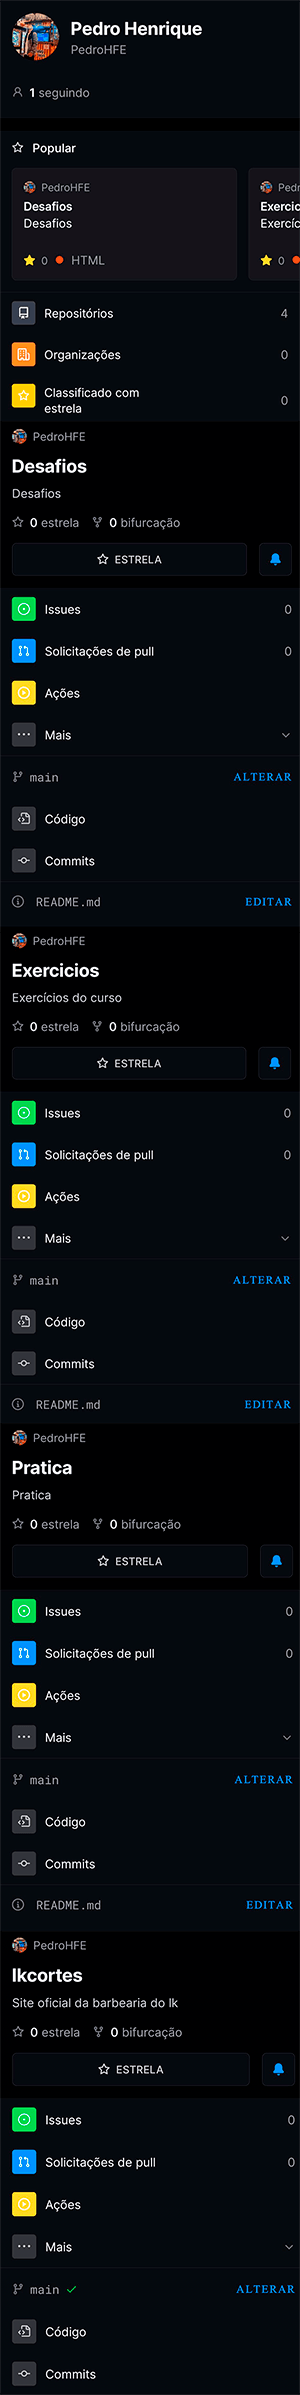 Pedro Henrique
PedroHFE
1 seguindo
Popular
PedroHFE
Desafios
Desafios
0 HTML
Pedr
Exercic
Exercíc
0
Repositórios 4
Organizações 0
Classificado com
estrela 0
PedroHFE
Desafios
Desafios
0 estrela 0 bifurcação
ESTRELA
Issues 0
Solicitações de pull 0
Ações
Mais
main ALTERAR
Código
Commits
README.md EDITAR
PedroHFE
Exercicios
Exercícios do curso
0 estrela 0 bifurcação
ESTRELA
Issues 0
Solicitações de pull 0
Ações
Mais
main ALTERAR
Código
Commits
README.md EDITAR
PedroHFE
Pratica
Pratica
0 estrela 0 bifurcação
ESTRELA
Issues 0
Solicitações de pull 0
Ações
Mais
main ALTERAR
Código
Commits
README.md EDITAR
PedroHFE
Ikcortes
Site oficial da barbearia do Ik
0 estrela 0 bifurcação
ESTRELA
Issues 0
Solicitações de pull 0
Ações
Mais
main ALTERAR
Código
Commits